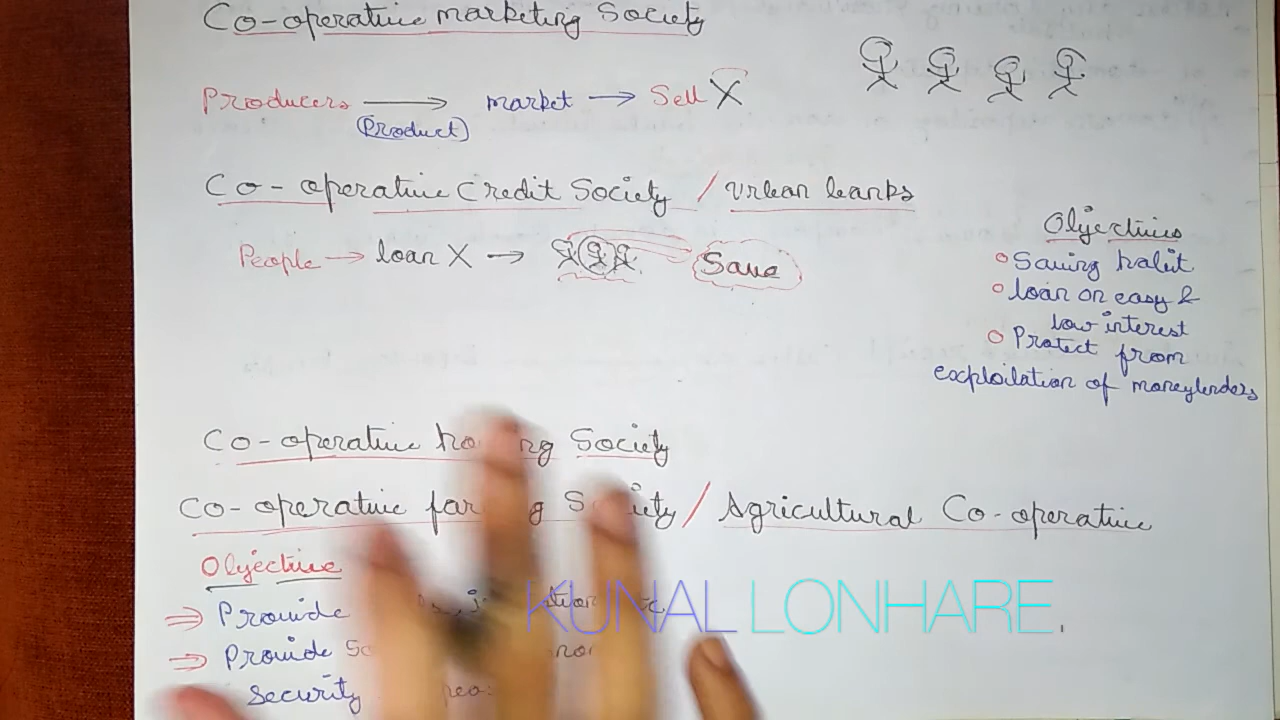 Co-operative marketing Society
Producers → market → Sell X
(Product)
Co-operative Credit Society / Urban banks
People → loan X → Save
Objectives
Saving habit
loan on easy &
low interest
Protect from
exploitation of moneylenders
Co-operative Society
Co-operative Society / Agricultural Co-operative
Objective
⇒ Provide
⇒ Provide
Security
KUNAL LONHARE